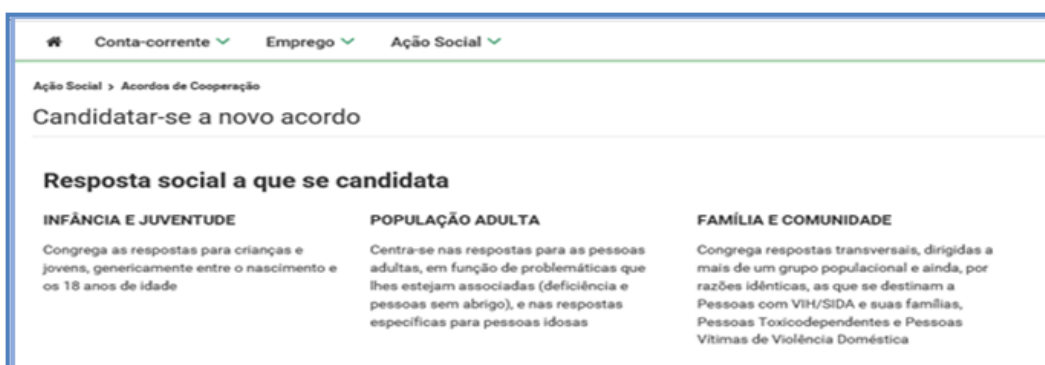 Conta-corrente Emprego Ação Social
Ação Social > Acordos de Cooperação
Candidatar-se a novo acordo
Resposta social a que se candidata
INFÂNCIA E JUVENTUDE
Congrega as respostas para crianças e
jovens, genericamente entre o nascimento e
os 18 anos de idade
POPULAÇÃO ADULTA
Centra-se nas respostas para as pessoas
adultas, em função de problemáticas que
lhes estejam associadas (deficiência e
pessoas sem abrigo), e nas respostas
específicas para pessoas idosas
FAMÍLIA E COMUNIDADE
Congrega respostas transversais, dirigidas a
mais de um grupo populacional e ainda, por
razões idênticas, as que se destinam a
Pessoas com VIH/SIDA e suas famílias,
Pessoas Toxicodependentes e Pessoas
Vítimas de Violência Doméstica